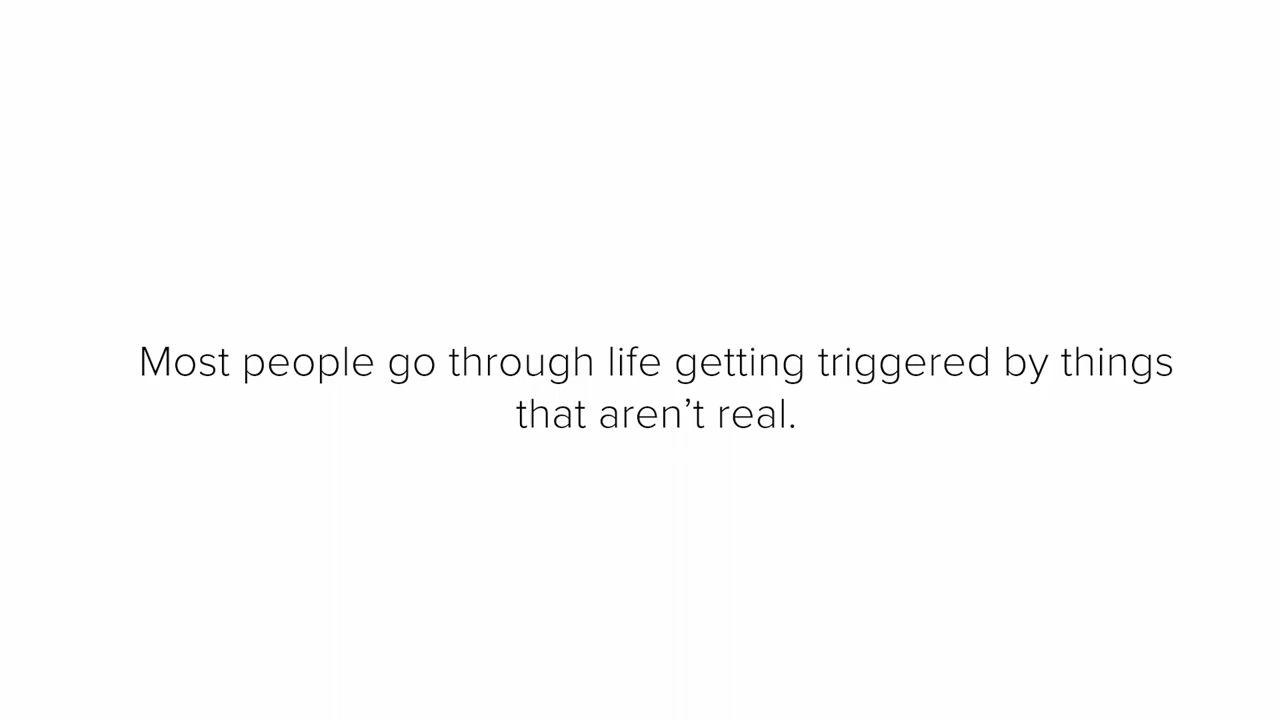 Most people go through life getting triggered by things
that aren’t real.